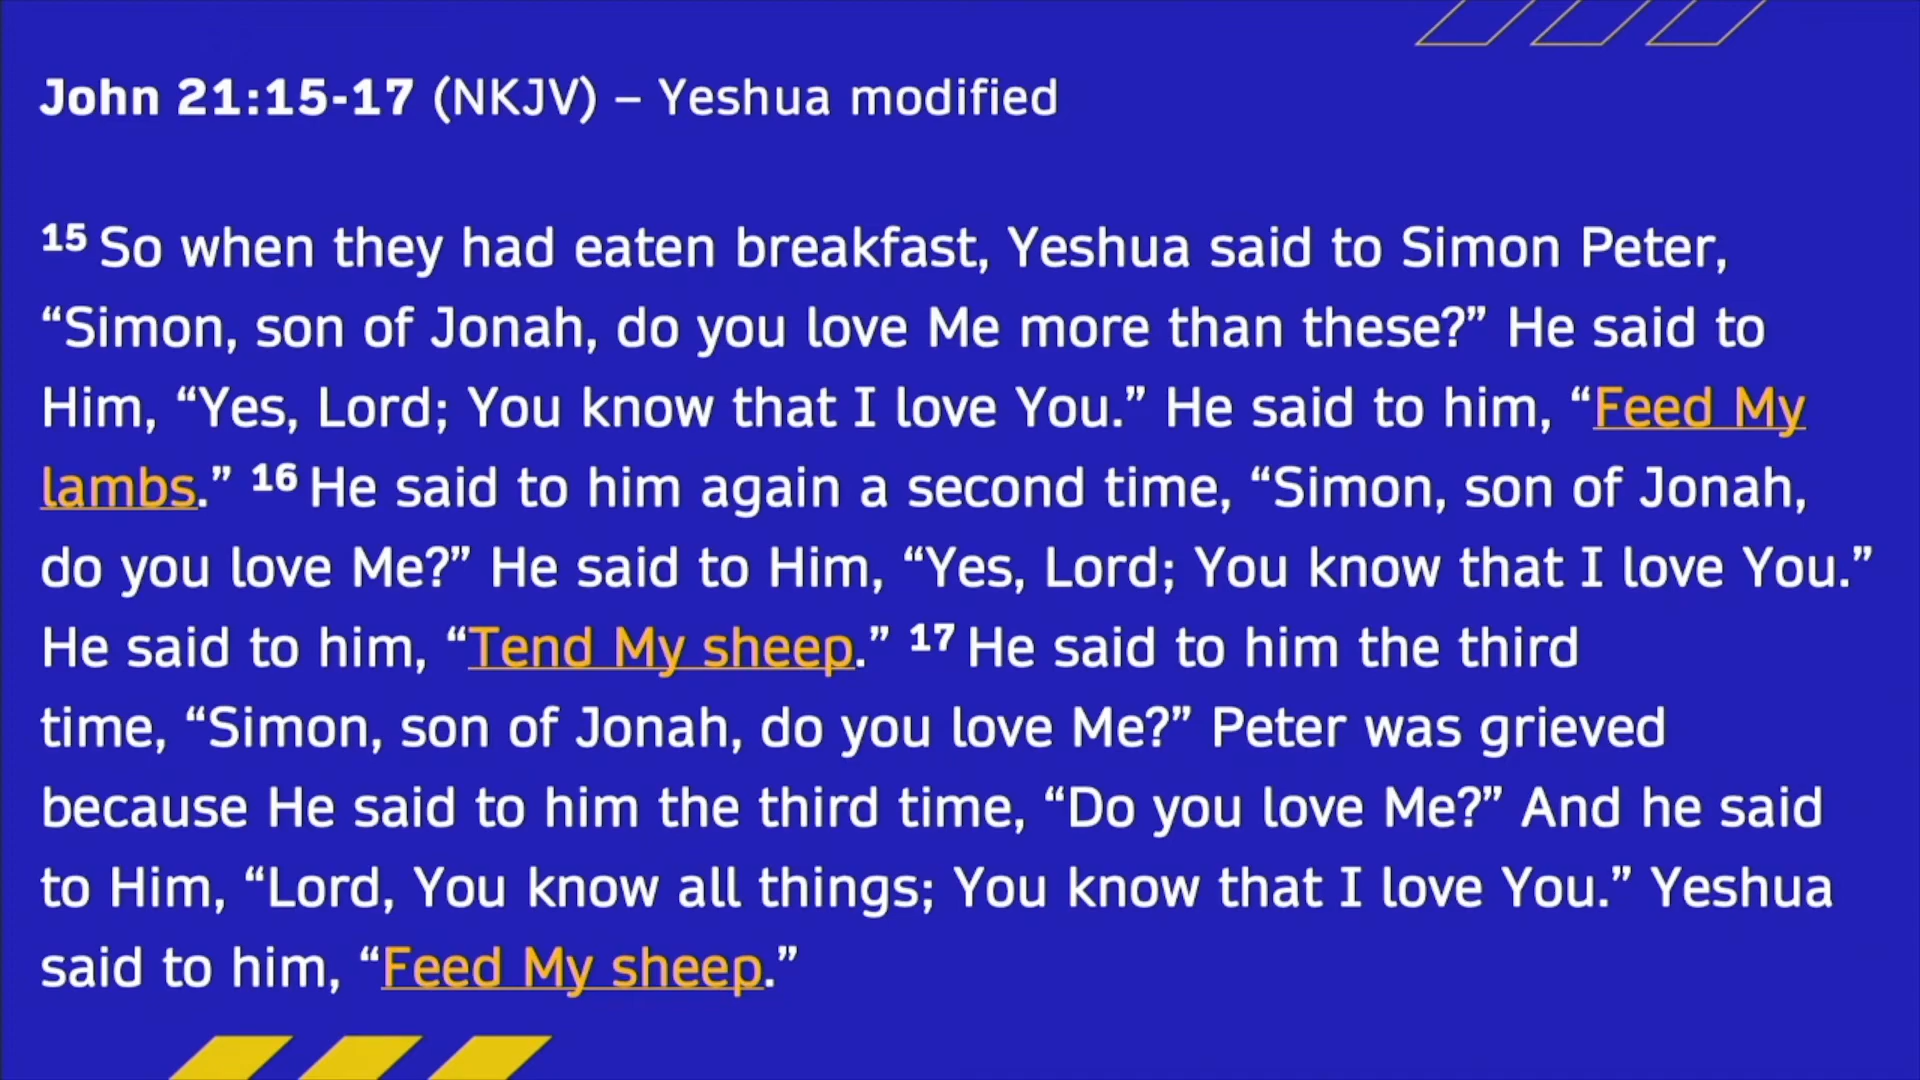 John 21:15-17 (NKJV) – Yeshua modified
15 So when they had eaten breakfast, Yeshua said to Simon Peter,
“Simon, son of Jonah, do you love Me more than these?” He said to
Him, “Yes, Lord; You know that I love You.” He said to him, “Feed My
lambs.” 16 He said to him again a second time, “Simon, son of Jonah,
do you love Me?” He said to Him, “Yes, Lord; You know that I love You.”
He said to him, “Tend My sheep.” 17 He said to him the third
time, “Simon, son of Jonah, do you love Me?” Peter was grieved
because He said to him the third time, “Do you love Me?” And he said
to Him, “Lord, You know all things; You know that I love You.” Yeshua
said to him, “Feed My sheep.”